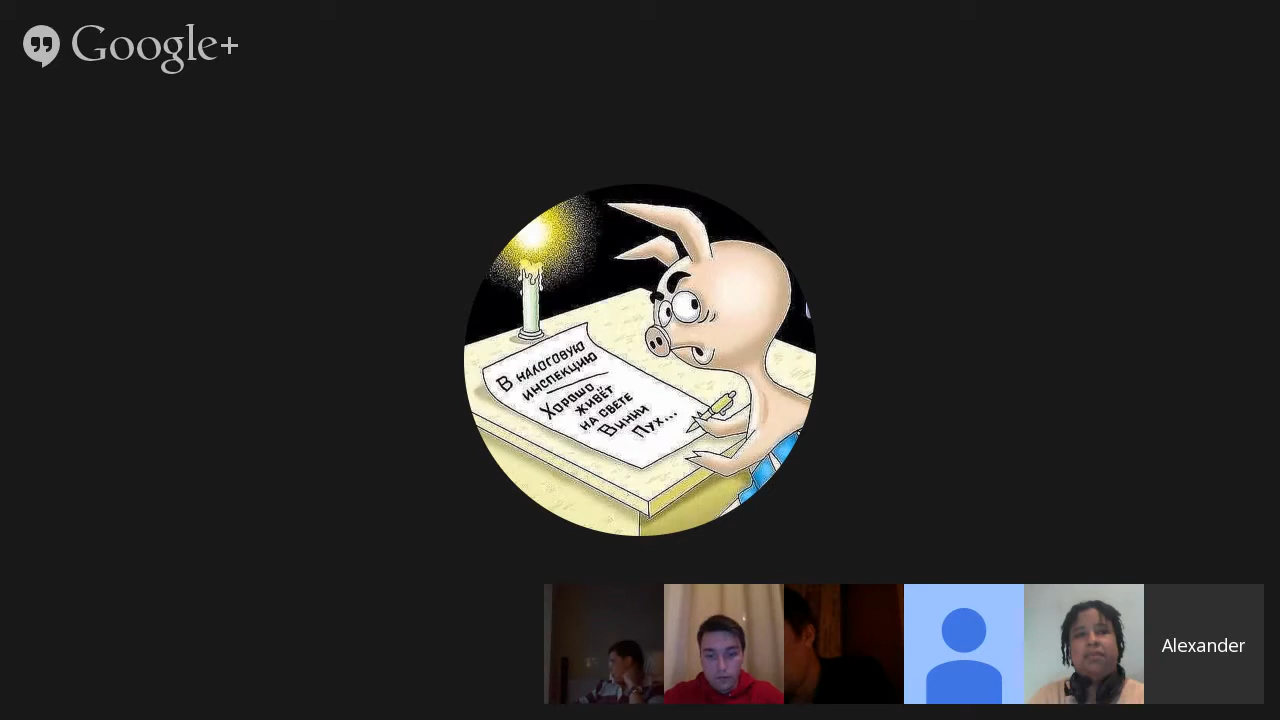 Google+
В НАЛОГОВУЮ
ИНСПЕКЦИЮ
ХОРОШО
ЖИВЁТ
НА СВЕТЕ
ВИННИ
ПУХ...
Alexander